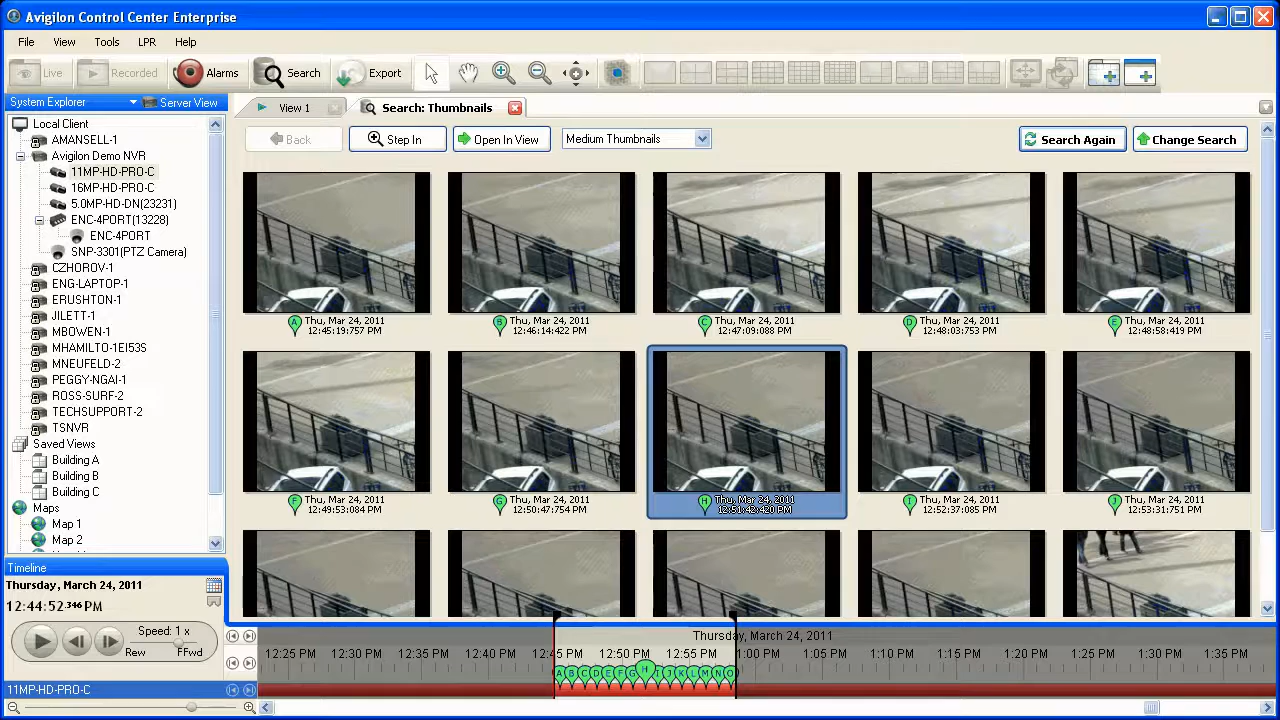 Avigilon Control Center Enterprise
File View Tools LPR Help
Live Recorded Alarms Search Export
System Explorer Server View
View 1 Search: Thumbnails
Back Step In Open In View Medium Thumbnails Search Again Change Search
Local Client
AMANSELL-1
Avigilon Demo NVR
11MP-HD-PRO-C
16MP-HD-PRO-C
5.0MP-HD-DN(23231)
ENC-4PORT(13228)
ENC-4PORT
SNP-3301(PTZ Camera)
CZHOROV-1
ENG-LAPTOP-1
ERUSHTON-1
JILETT-1
MBOWEN-1
MHAMILTO-1EI53S
MNEUFELD-2
PEGGY-NGAI-1
ROSS-SURF-2
TECHSUPPORT-2
TSNVR
Saved Views
Building A
Building B
Building C
Maps
Map 1
Map 2
A Thu, Mar 24, 2011
12:45:19:757 PM
B Thu, Mar 24, 2011
12:46:14:422 PM
C Thu, Mar 24, 2011
12:47:09:088 PM
D Thu, Mar 24, 2011
12:48:03:753 PM
E Thu, Mar 24, 2011
12:48:58:419 PM
F Thu, Mar 24, 2011
12:49:53:084 PM
G Thu, Mar 24, 2011
12:50:47:754 PM
H Thu, Mar 24, 2011
12:51:42:420 PM
I Thu, Mar 24, 2011
12:52:37:085 PM
J Thu, Mar 24, 2011
12:53:31:751 PM
Timeline
Thursday, March 24, 2011
12:44:52.346 PM
Speed: 1 x
Rew FFwd
11MP-HD-PRO-C
Thursday, March 24, 2011
12:25 PM 12:30 PM 12:35 PM 12:40 PM 12:45 PM 12:50 PM 12:55 PM 1:00 PM 1:05 PM 1:10 PM 1:15 PM 1:20 PM 1:25 PM 1:30 PM 1:35 PM
A B C D E F G H I J K L M N O